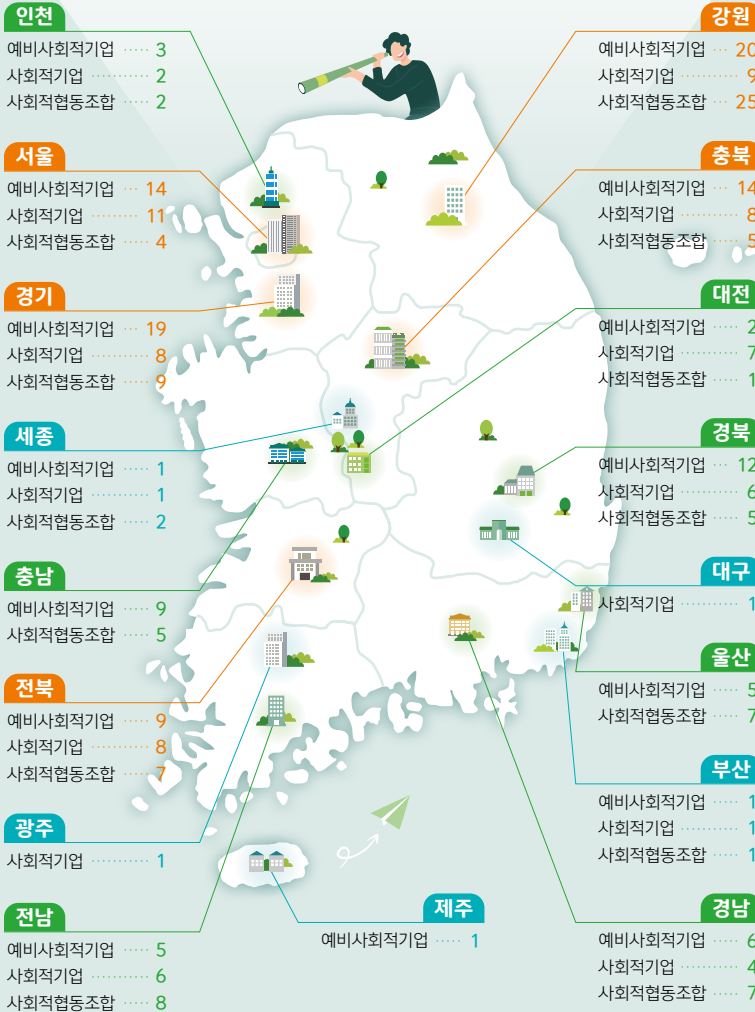 인천
예비사회적기업 ····· 3
사회적기업 ·········· 2
사회적협동조합 ····· 2
서울
예비사회적기업 ··· 14
사회적기업 ········ 11
사회적협동조합 ····· 4
경기
예비사회적기업 ··· 19
사회적기업 ·········· 8
사회적협동조합 ····· 9
세종
예비사회적기업 ····· 1
사회적기업 ·········· 1
사회적협동조합 ····· 2
충남
예비사회적기업 ····· 9
사회적협동조합 ····· 5
전북
예비사회적기업 ····· 9
사회적기업 ·········· 8
사회적협동조합 ····· 7
광주
사회적기업 ·········· 1
전남
예비사회적기업 ····· 5
사회적기업 ·········· 6
사회적협동조합 ····· 8
제주
예비사회적기업 ····· 1
강원
예비사회적기업 ··· 20
사회적기업 ·········· 9
사회적협동조합 ··· 25
충북
예비사회적기업 ··· 14
사회적기업 ·········· 8
사회적협동조합 ····· 5
대전
예비사회적기업 ····· 2
사회적기업 ·········· 7
사회적협동조합 ····· 1
경북
예비사회적기업 ··· 12
사회적기업 ·········· 6
사회적협동조합 ····· 5
대구
사회적기업 ·········· 1
울산
예비사회적기업 ····· 5
사회적협동조합 ····· 7
부산
예비사회적기업 ····· 1
사회적기업 ·········· 1
사회적협동조합 ····· 1
경남
예비사회적기업 ····· 6
사회적기업 ·········· 4
사회적협동조합 ····· 7